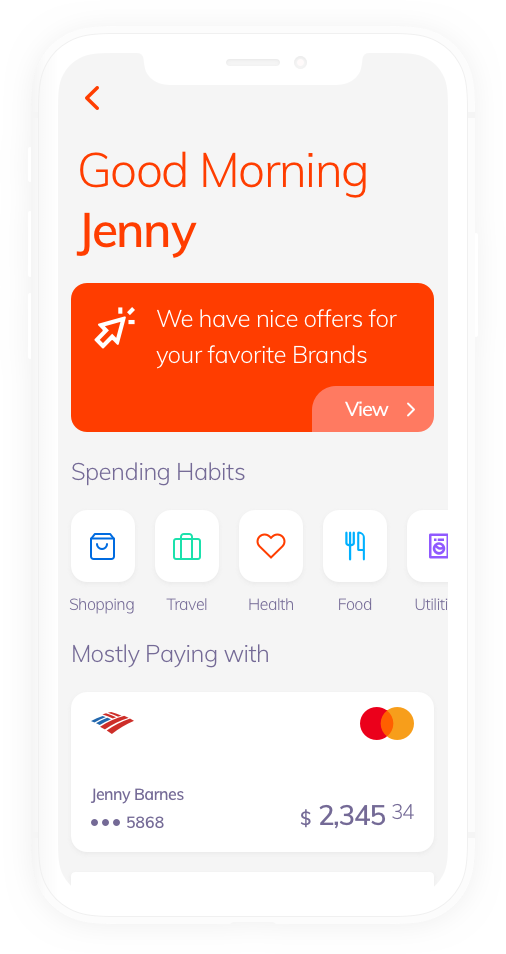 Good Morning
Jenny
We have nice offers for
your favorite Brands
View
Spending Habits
Shopping Travel Health Food Utiliti
Mostly Paying with
Jenny Barnes
••• 5868
$ 2,345 34